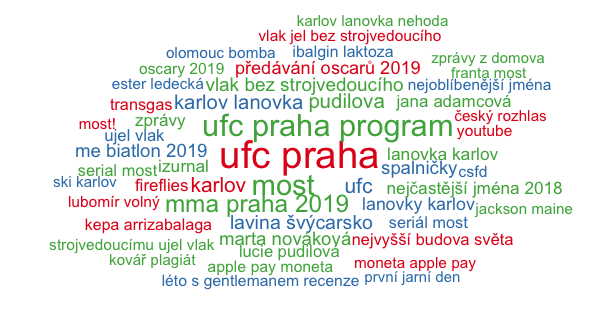 karlov lanovka nehoda
vlak jel bez strojvedoucího
olomouc bomba ibalgin laktoza
zprávy z domova
oscary 2019 předávání oscarů 2019 franta most
ester ledecká vlak bez strojvedoucího nejoblíbenější jména
transgas karlov lanovka pudilova jana adamcová
most! zprávy ufc praha program český rozhlas
ujel vlak youtube
me biatlon 2019 ufc praha lanovka karlov
serial most izurnal spalničky csfd
ski karlov fireflies karlov most ufc nejčastější jména 2018
lubomír volný mma praha 2019 lanovky karlov jackson maine
kepa arrizabalaga lavina švýcarsko seriál most
strojvedoucímu ujel vlak marta nováková nejvyšší budova světa
lucie pudilová
kovář plagiát apple pay moneta moneta apple pay
léto s gentlemanem recenze první jarní den